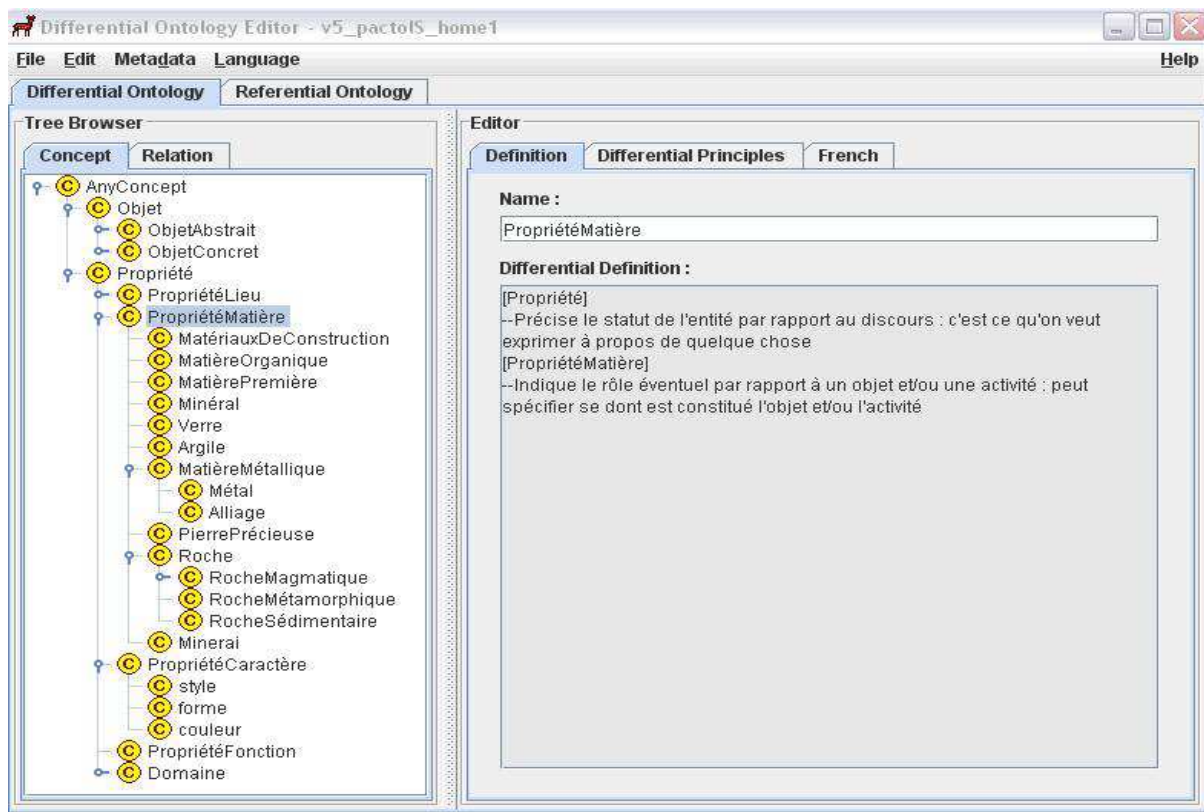 Differential Ontology Editor - v5_pactolS_home1
File Edit Metadata Language Help
Differential Ontology Referential Ontology
Tree Browser
Concept Relation
C AnyConcept
C Objet
C ObjetAbstrait
C ObjetConcret
C Propriété
C PropriétéLieu
C PropriétéMatière
C MatériauxDeConstruction
C MatièreOrganique
C MatièrePremière
C Minéral
C Verre
C Argile
C MatièreMétallique
C Métal
C Alliage
C PierrePrécieuse
C Roche
C RocheMagmatique
C RocheMétamorphique
C RocheSédimentaire
C Minerai
C PropriétéCaractère
C style
C forme
C couleur
C PropriétéFonction
C Domaine
Editor
Definition Differential Principles French
Name :
PropriétéMatière
Differential Definition :
[Propriété]
--Précise le statut de l'entité par rapport au discours : c'est ce qu'on veut
exprimer à propos de quelque chose
[PropriétéMatière]
--Indique le rôle éventuel par rapport à un objet et/ou une activité : peut
spécifier se dont est constitué l'objet et/ou l'activité